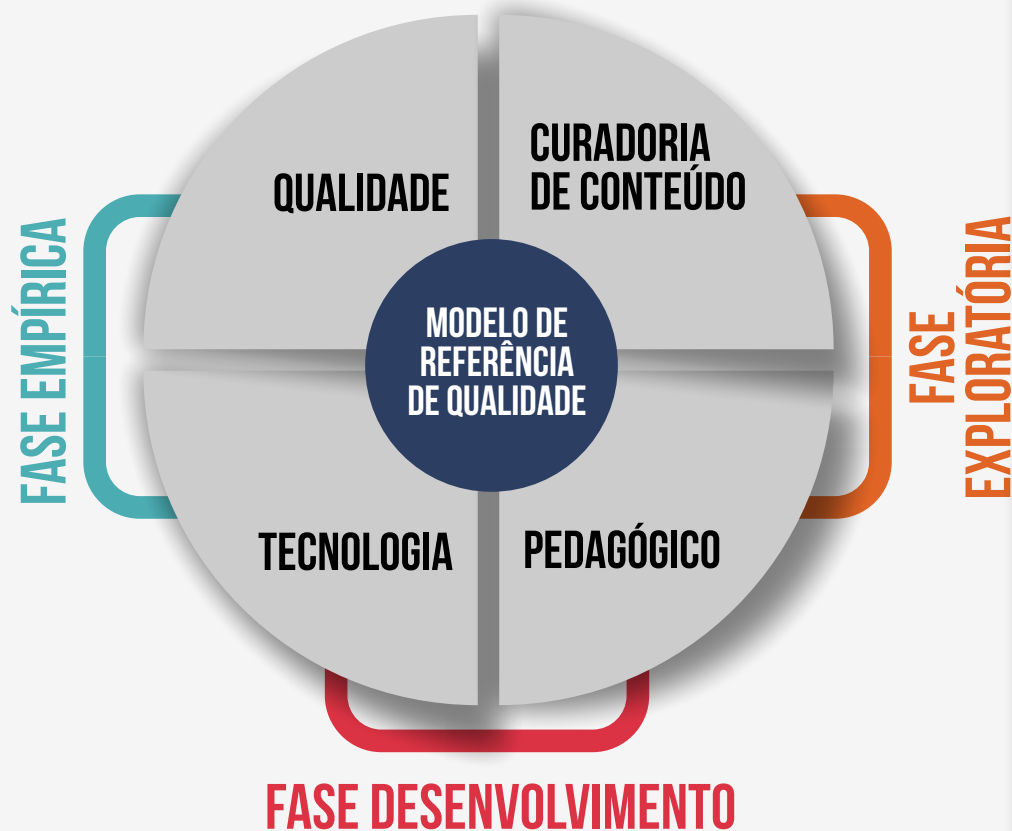 QUALIDADE
CURADORIA
DE CONTEÚDO
FASE EMPÍRICA
MODELO DE
REFERÊNCIA
DE QUALIDADE
FASE
EXPLORATÓRIA
TECNOLOGIA
PEDAGÓGICO
FASE DESENVOLVIMENTO